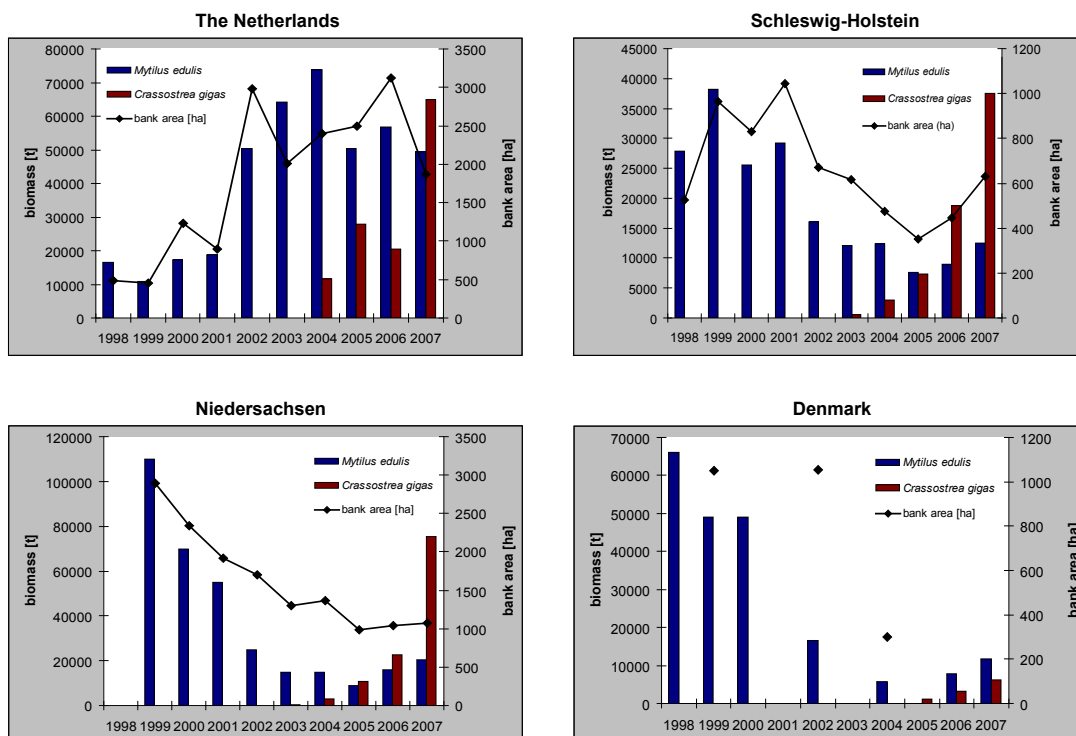 The Netherlands
80000
70000
60000
50000
40000
30000
20000
10000
0
biomass [t]
Mytilus edulis
Crassostrea gigas
bank area [ha]
3500
3000
2500
2000
1500
1000
500
0
bank area [ha]
1998 1999 2000 2001 2002 2003 2004 2005 2006 2007
Schleswig-Holstein
45000
40000
35000
30000
25000
20000
15000
10000
5000
0
biomass [t]
Mytilus edulis
Crassostrea gigas
bank area (ha)
1200
1000
800
600
400
200
0
bank area [ha]
1998 1999 2000 2001 2002 2003 2004 2005 2006 2007
Niedersachsen
120000
100000
80000
60000
40000
20000
0
biomass [t]
Mytilus edulis
Crassostrea gigas
bank area [ha]
3500
3000
2500
2000
1500
1000
500
0
bank area [ha]
1998 1999 2000 2001 2002 2003 2004 2005 2006 2007
Denmark
70000
60000
50000
40000
30000
20000
10000
0
biomass [t]
Mytilus edulis
Crassostrea gigas
bank area [ha]
1200
1000
800
600
400
200
0
bank area [ha]
1998 1999 2000 2001 2002 2003 2004 2005 2006 2007